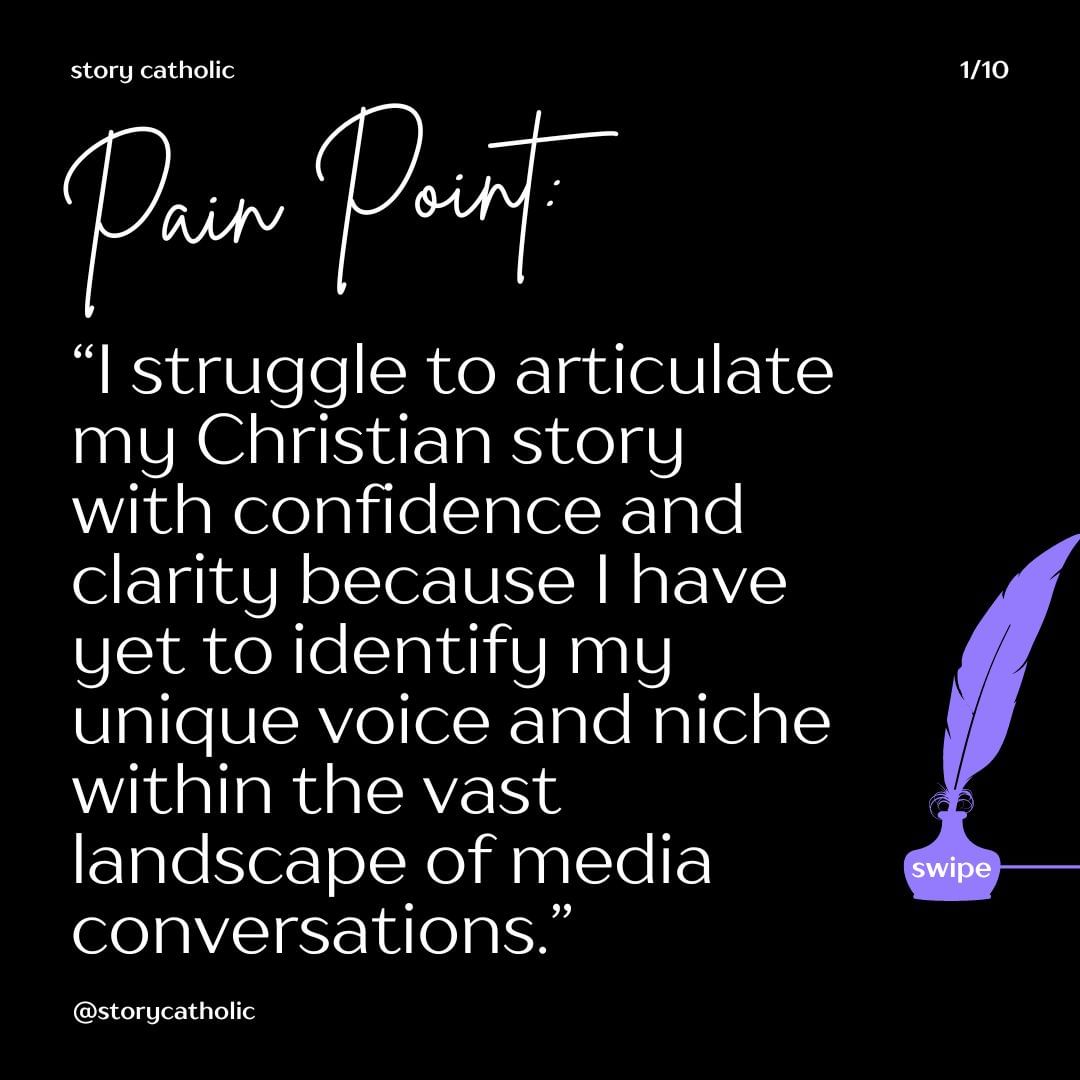 story catholic
1/10
Pain Point:
“I struggle to articulate
my Christian story
with confidence and
clarity because I have
yet to identify my
unique voice and niche
within the vast
landscape of media
conversations.”
swipe
@storycatholic